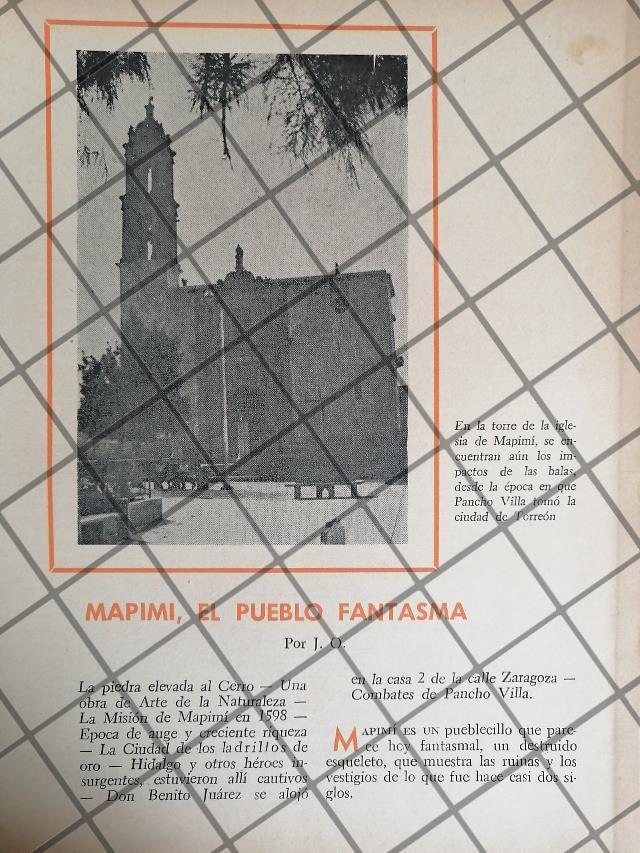 En la torre de la igle-
sia de Mapimí, se en-
cuentran aún los im-
pactos de las balas,
desde la época en que
Pancho Villa tomó la
ciudad de Torreón
MAPIMI, EL PUEBLO FANTASMA
Por J. O.
La piedra elevada al Cerro — Una
obra de Arte de la Naturaleza —
La Misión de Mapimí en 1598 —
Epoca de auge y creciente riqueza
— La Ciudad de los ladrillos de
oro — Hidalgo y otros héroes in-
surgentes, estuvieron allí cautivos
— Don Benito Juárez se alojó
en la casa 2 de la calle Zaragoza —
Combates de Pancho Villa.
MAPIMÍ ES UN pueblecillo que pare-
ce hoy fantasmal, un destruido
esqueleto, que muestra las ruinas y los
vestigios de lo que fue hace casi dos si-
glos.